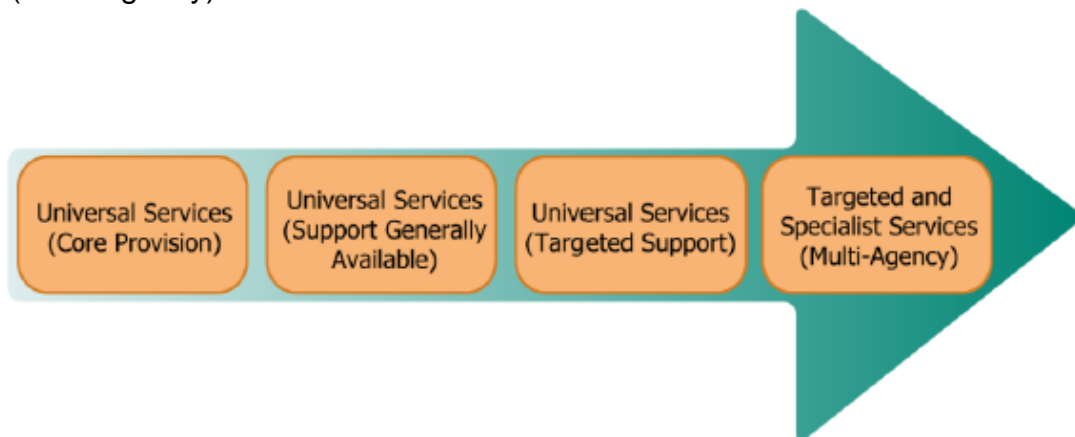 Universal Services
(Core Provision)
Universal Services
(Support Generally
Available)
Universal Services
(Targeted Support)
Targeted and
Specialist Services
(Multi-Agency)